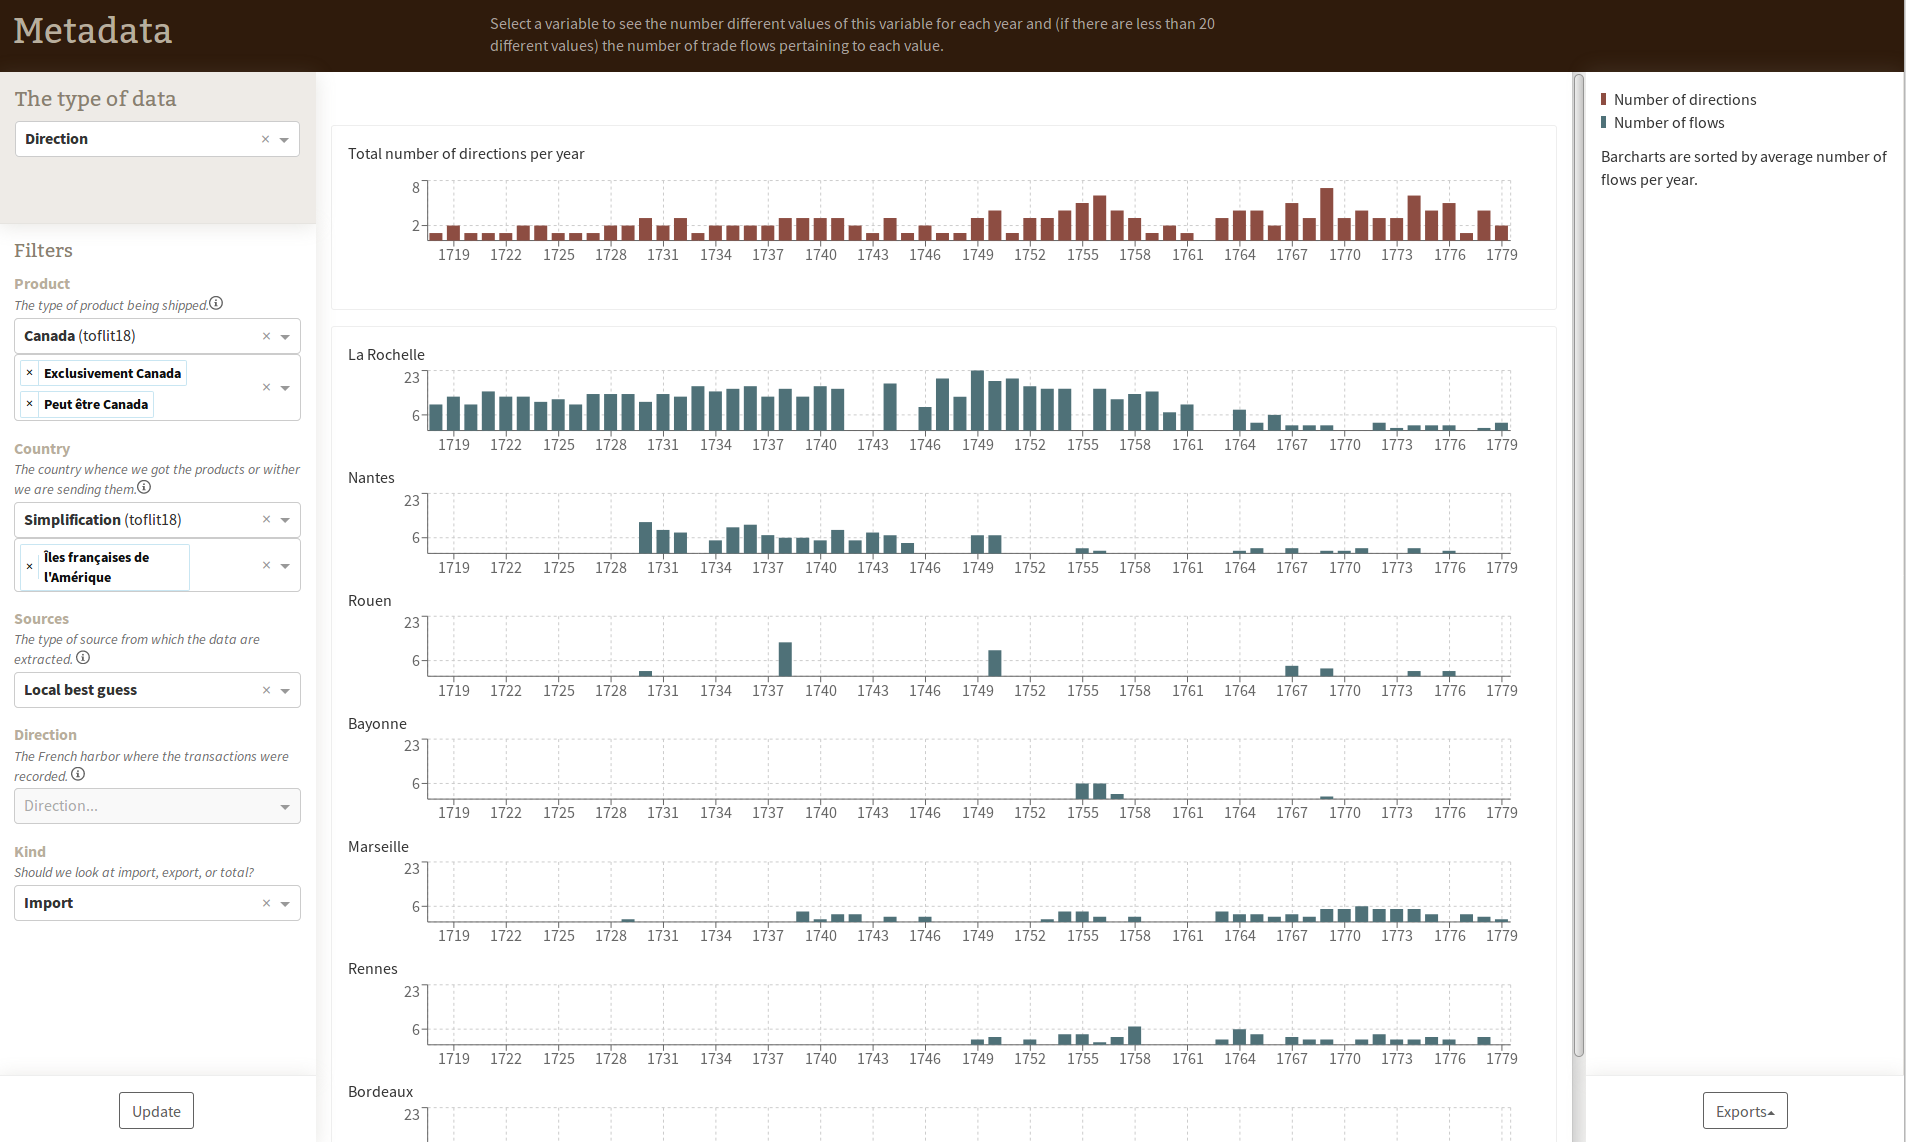 Metadata
Select a variable to see the number different values of this variable for each year and (if there are less than 20
different values) the number of trade flows pertaining to each value.
The type of data
Direction × 
Filters
Product
The type of product being shipped.
Canada (toflit18) ×
× Exclusivement Canada
× Peut être Canada
×
Country
The country whence we got the products or wither
we are sending them.
Simplification (toflit18) ×
× Îles françaises de
l'Amérique
×
Sources
The type of source from which the data are
extracted.
Local best guess ×
Direction
The French harbor where the transactions were
recorded.
Direction...
Kind
Should we look at import, export, or total?
Import ×
Update
Total number of directions per year
8
2
1719 1722 1725 1728 1731 1734 1737 1740 1743 1746 1749 1752 1755 1758 1761 1764 1767 1770 1773 1776 1779
La Rochelle
23
6
1719 1722 1725 1728 1731 1734 1737 1740 1743 1746 1749 1752 1755 1758 1761 1764 1767 1770 1773 1776 1779
Nantes
23
6
1719 1722 1725 1728 1731 1734 1737 1740 1743 1746 1749 1752 1755 1758 1761 1764 1767 1770 1773 1776 1779
Rouen
23
6
1719 1722 1725 1728 1731 1734 1737 1740 1743 1746 1749 1752 1755 1758 1761 1764 1767 1770 1773 1776 1779
Bayonne
23
6
1719 1722 1725 1728 1731 1734 1737 1740 1743 1746 1749 1752 1755 1758 1761 1764 1767 1770 1773 1776 1779
Marseille
23
6
1719 1722 1725 1728 1731 1734 1737 1740 1743 1746 1749 1752 1755 1758 1761 1764 1767 1770 1773 1776 1779
Rennes
23
6
1719 1722 1725 1728 1731 1734 1737 1740 1743 1746 1749 1752 1755 1758 1761 1764 1767 1770 1773 1776 1779
Bordeaux
23
Number of directions
Number of flows
Barcharts are sorted by average number of
flows per year.
Exports